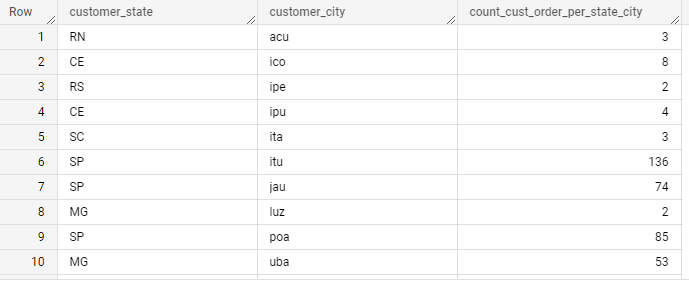 Row customer_state customer_city count_cust_order_per_state_city
1 RN acu 3
2 CE ico 8
3 RS ipe 2
4 CE ipu 4
5 SC ita 3
6 SP itu 136
7 SP jau 74
8 MG luz 2
9 SP poa 85
10 MG uba 53